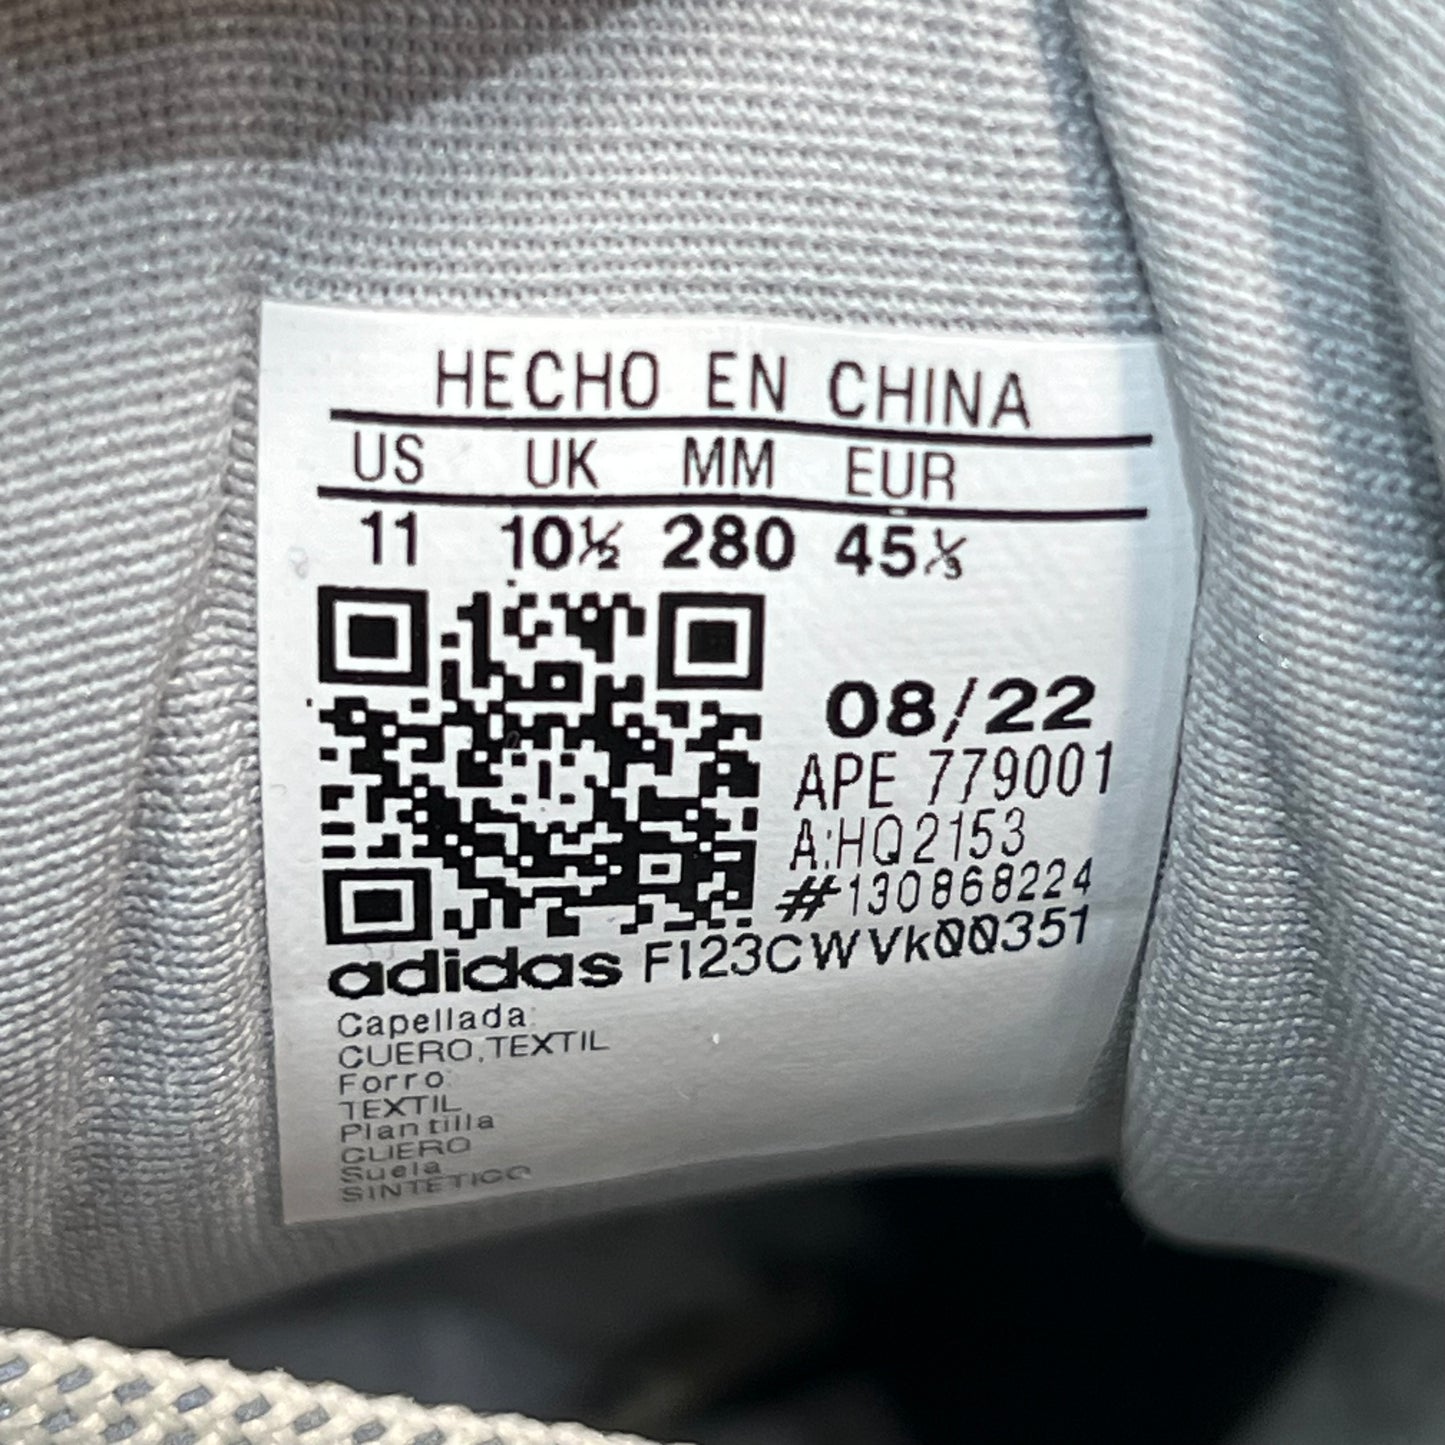 HECHO EN CHINA
US UK MM EUR
11 10½ 280 45⅓
08/22
APE 779001
A:HQ2153
#130868224
adidas F123CWVk00351
Capellada:
CUERO,TEXTIL
Forro:
TEXTIL
Plantilla
CUERO
Suela
SINTETICO